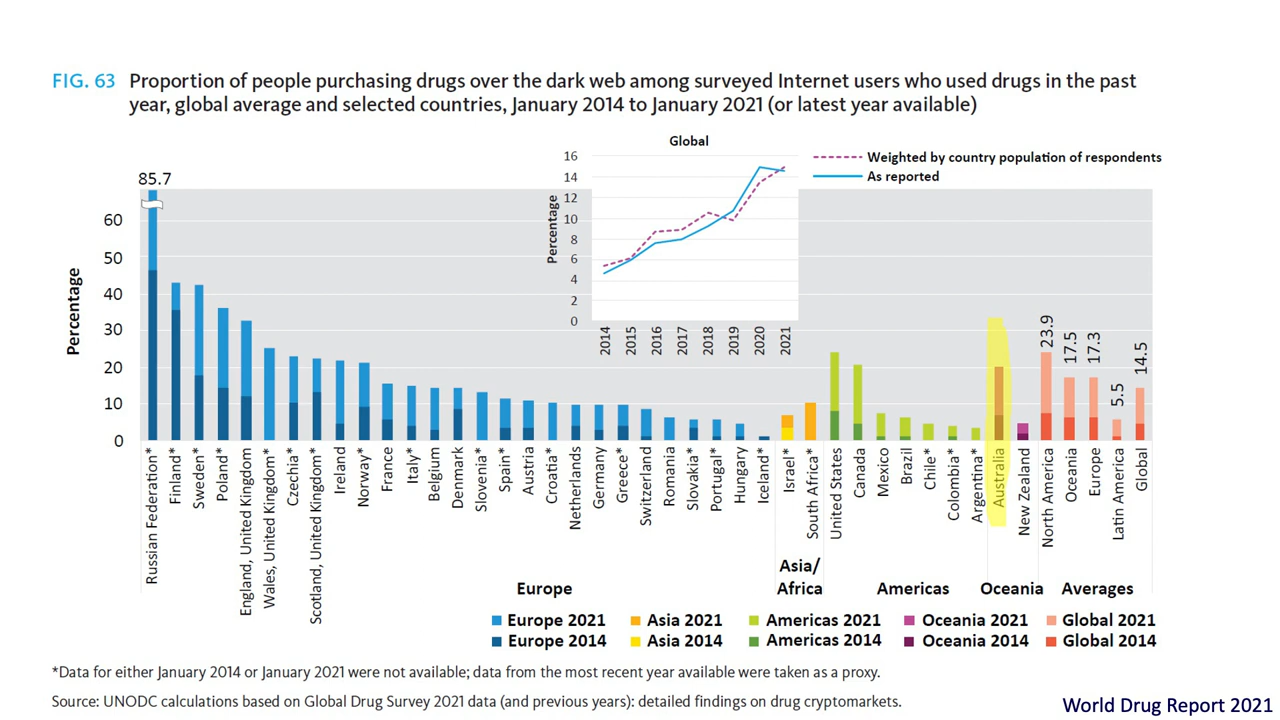 FIG. 63 Proportion of people purchasing drugs over the dark web among surveyed Internet users who used drugs in the past
year, global average and selected countries, January 2014 to January 2021 (or latest year available)
Global
Weighted by country population of respondents
As reported
Percentage
16
14
12
10
8
6
4
2
0
2014
2015
2016
2017
2018
2019
2020
2021
Percentage
60
50
40
30
20
10
0
85.7
23.9
17.5
17.3
5.5
14.5
Russian Federation*
Finland*
Sweden*
Poland*
England, United Kingdom
Wales, United Kingdom*
Czechia*
Scotland, United Kingdom*
Ireland
Norway*
France
Italy*
Belgium
Denmark
Slovenia*
Spain*
Austria
Croatia*
Netherlands
Germany
Greece*
Switzerland
Romania
Slovakia*
Portugal*
Hungary
Iceland*
Israel*
South Africa*
United States
Canada
Mexico
Brazil
Chile*
Colombia*
Argentina*
Australia
New Zealand
North America
Oceania
Europe
Latin America
Global
Europe
Asia/
Africa
Americas
Oceania
Averages
Europe 2021 Asia 2021 Americas 2021 Oceania 2021 Global 2021
Europe 2014 Asia 2014 Americas 2014 Oceania 2014 Global 2014
*Data for either January 2014 or January 2021 were not available; data from the most recent year available were taken as a proxy.
Source: UNODC calculations based on Global Drug Survey 2021 data (and previous years): detailed findings on drug cryptomarkets.
World Drug Report 2021